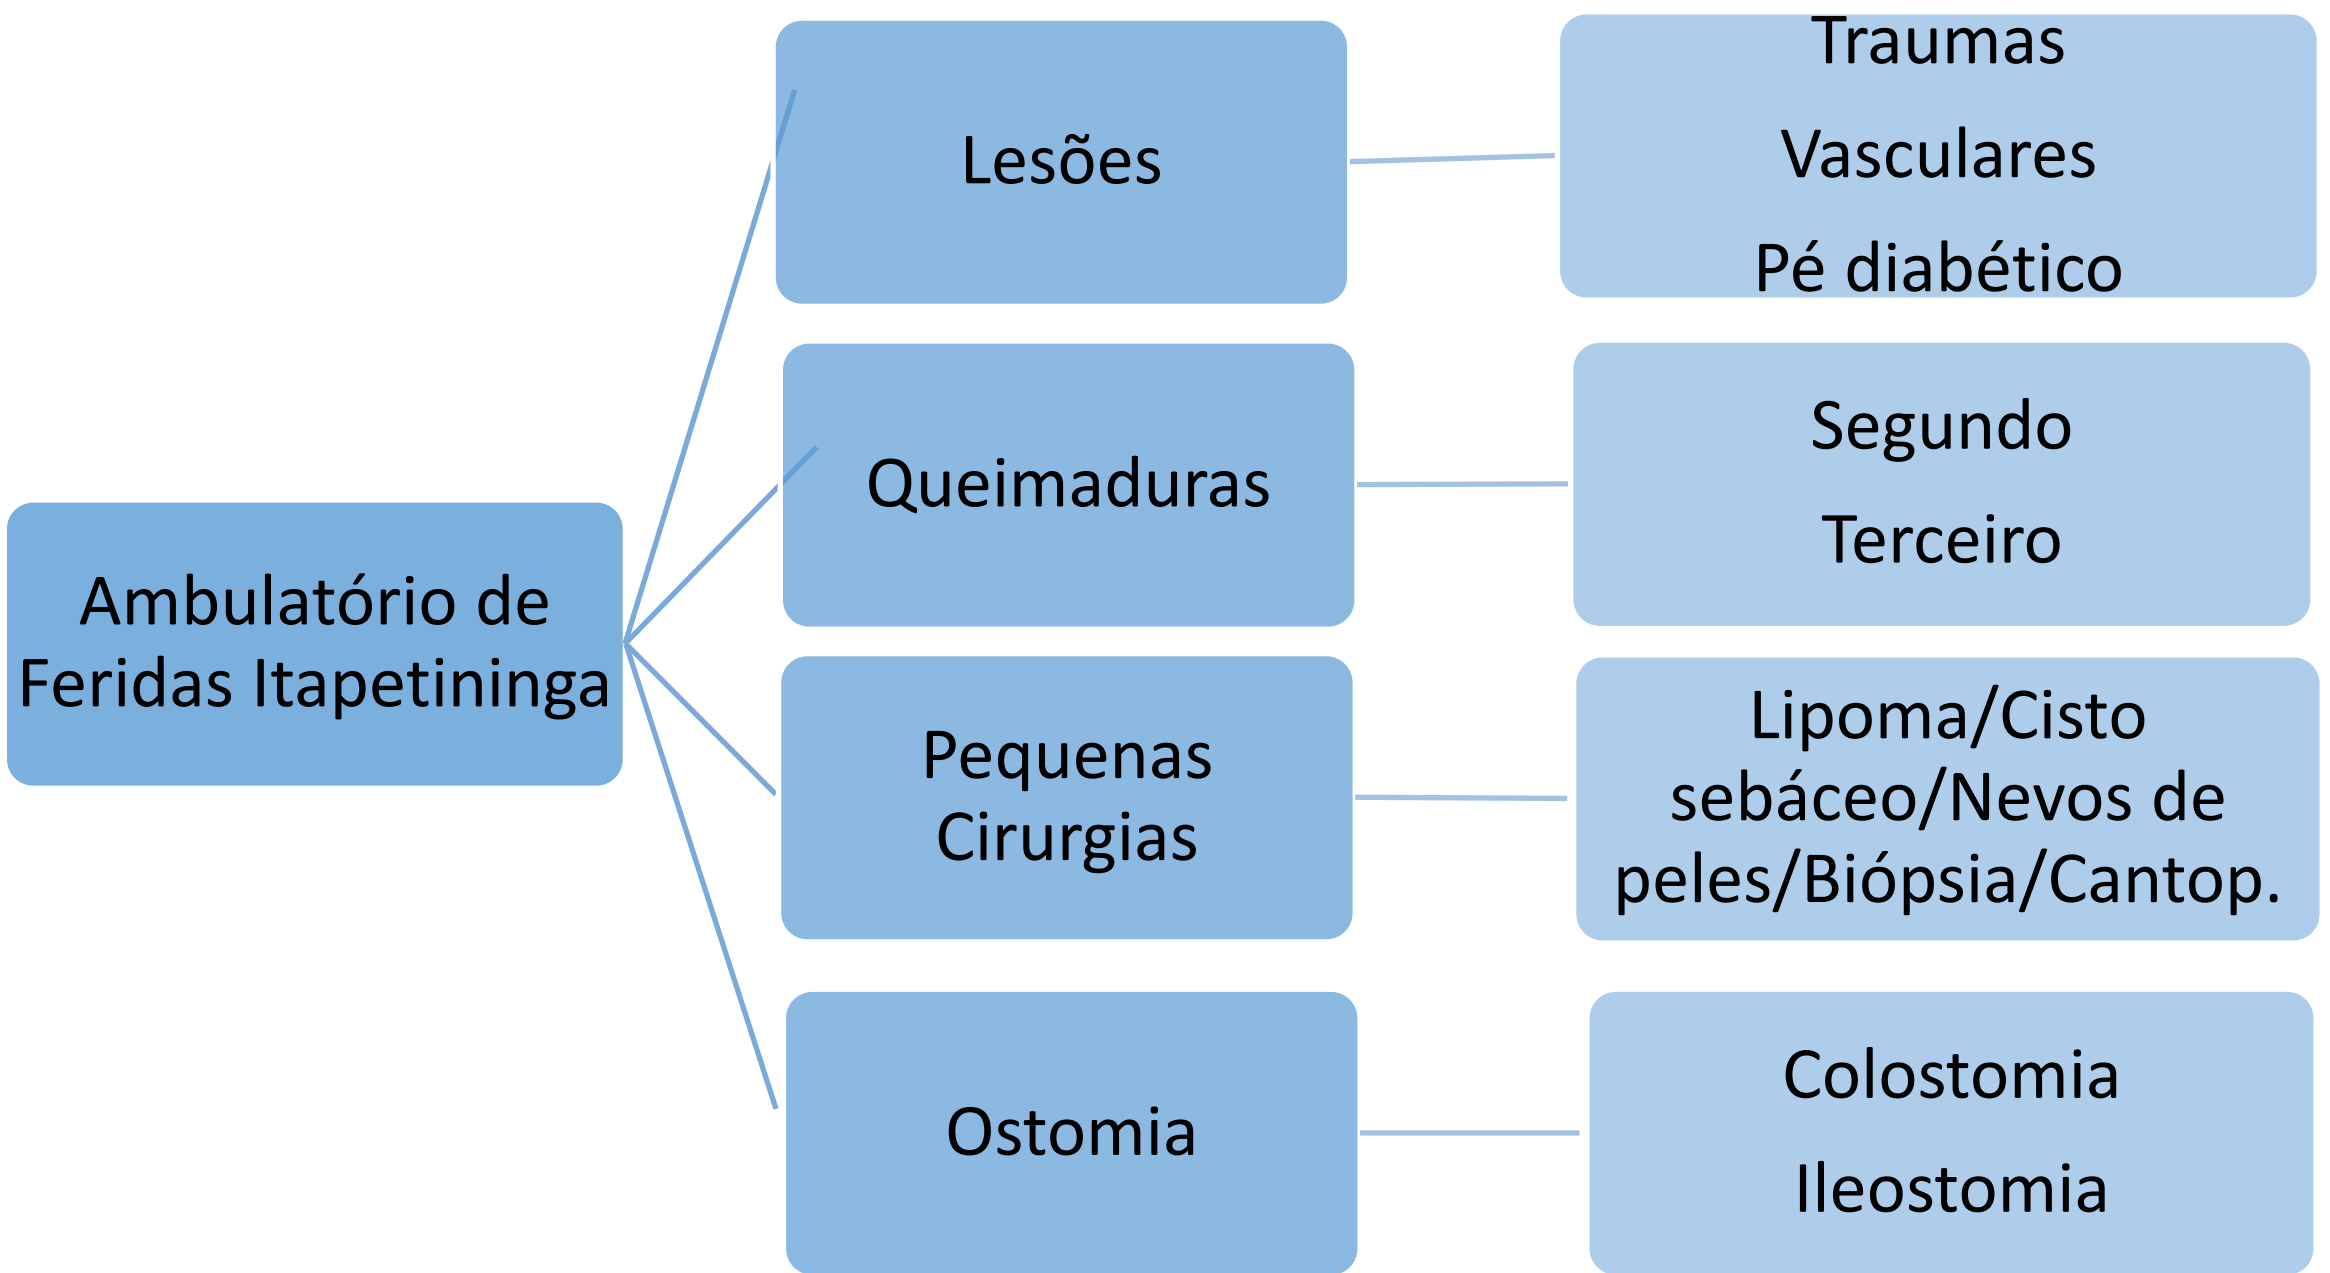 Ambulatório de
Feridas Itapetininga
Lesões
Traumas
Vasculares
Pé diabético
Queimaduras
Segundo
Terceiro
Pequenas
Cirurgias
Lipoma/Cisto
sebáceo/Nevos de
peles/Biópsia/Cantop.
Ostomia
Colostomia
Ileostomia